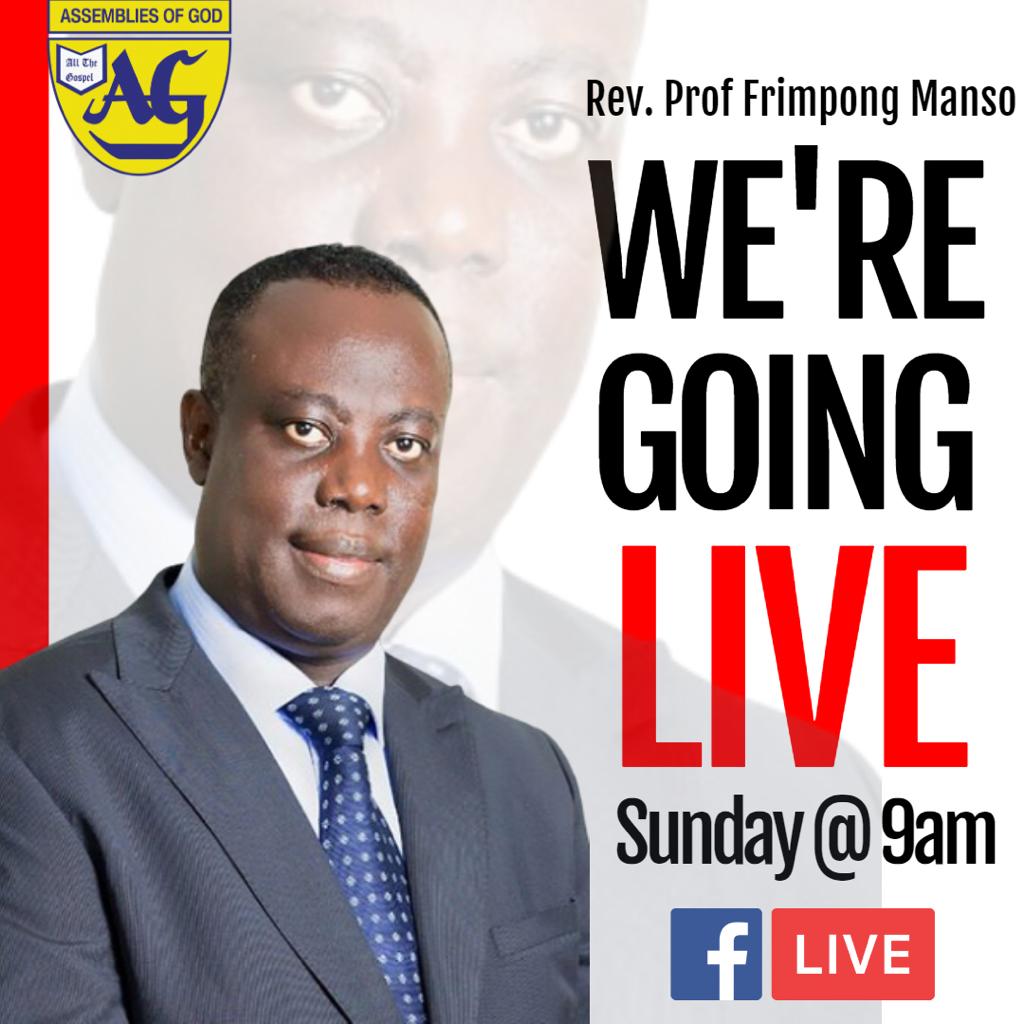 ASSEMBLIES OF GOD
All The
Gospel
AG
Rev. Prof Frimpong Manso
WE'RE
GOING
LIVE
Sunday @ 9am
f LIVE